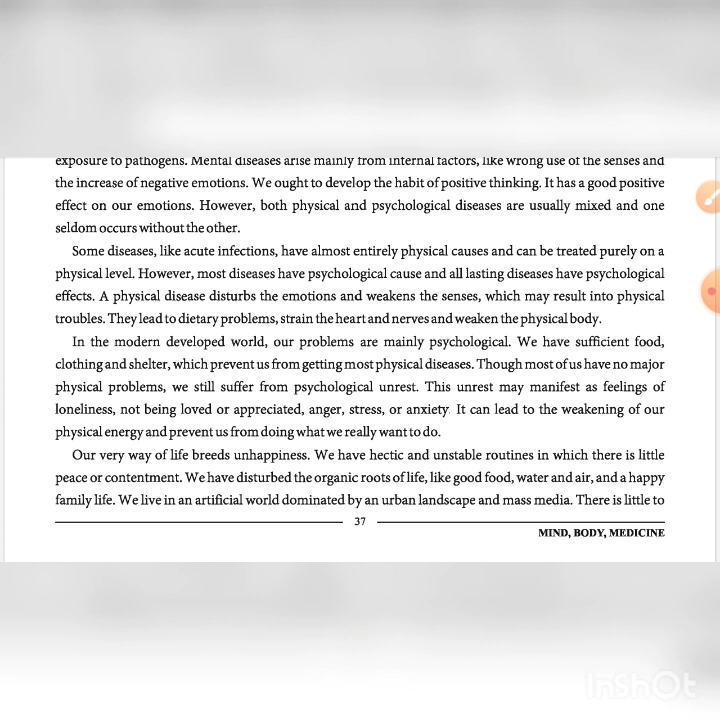 exposure to pathogens. Mental diseases arise mainly from internal factors, like wrong use of the senses and
the increase of negative emotions. We ought to develop the habit of positive thinking. It has a good positive
effect on our emotions. However, both physical and psychological diseases are usually mixed and one
seldom occurs without the other.
Some diseases, like acute infections, have almost entirely physical causes and can be treated purely on a
physical level. However, most diseases have psychological cause and all lasting diseases have psychological
effects. A physical disease disturbs the emotions and weakens the senses, which may result into physical
troubles. They lead to dietary problems, strain the heart and nerves and weaken the physical body.
In the modern developed world, our problems are mainly psychological. We have sufficient food,
clothing and shelter, which prevent us from getting most physical diseases. Though most of us have no major
physical problems, we still suffer from psychological unrest. This unrest may manifest as feelings of
loneliness, not being loved or appreciated, anger, stress, or anxiety. It can lead to the weakening of our
physical energy and prevent us from doing what we really want to do.
Our very way of life breeds unhappiness. We have hectic and unstable routines in which there is little
peace or contentment. We have disturbed the organic roots of life, like good food, water and air, and a happy
family life. We live in an artificial world dominated by an urban landscape and mass media. There is little to
37
MIND, BODY, MEDICINE
InShOt